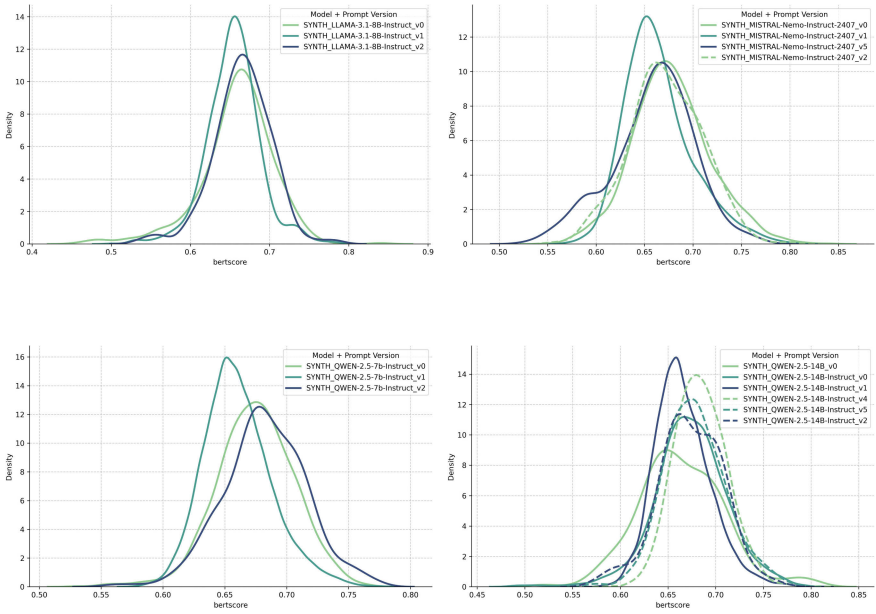 Model + Prompt Version
SYNTH_LLAMA-3.1-8B-Instruct_v0
SYNTH_LLAMA-3.1-8B-Instruct_v1
SYNTH_LLAMA-3.1-8B-Instruct_v2
14
12
10
8
6
4
2
0
Density
0.4
0.5
0.6
0.7
0.8
0.9
bertscore
Model + Prompt Version
SYNTH_MISTRAL-Nemo-Instruct-2407_v0
SYNTH_MISTRAL-Nemo-Instruct-2407_v1
SYNTH_MISTRAL-Nemo-Instruct-2407_v5
SYNTH_MISTRAL-Nemo-Instruct-2407_v2
12
10
8
6
4
2
0
Density
0.50
0.55
0.60
0.65
0.70
0.75
0.80
0.85
bertscore
Model + Prompt Version
SYNTH_QWEN-2.5-7b-Instruct_v0
SYNTH_QWEN-2.5-7b-Instruct_v1
SYNTH_QWEN-2.5-7b-Instruct_v2
16
14
12
10
8
6
4
2
0
Density
0.50
0.55
0.60
0.65
0.70
0.75
0.80
bertscore
Model + Prompt Version
SYNTH_QWEN-2.5-14B_v0
SYNTH_QWEN-2.5-14B-Instruct_v0
SYNTH_QWEN-2.5-14B-Instruct_v1
SYNTH_QWEN-2.5-14B-Instruct_v4
SYNTH_QWEN-2.5-14B-Instruct_v5
SYNTH_QWEN-2.5-14B-Instruct_v2
14
12
10
8
6
4
2
0
Density
0.45
0.50
0.55
0.60
0.65
0.70
0.75
0.80
0.85
bertscore